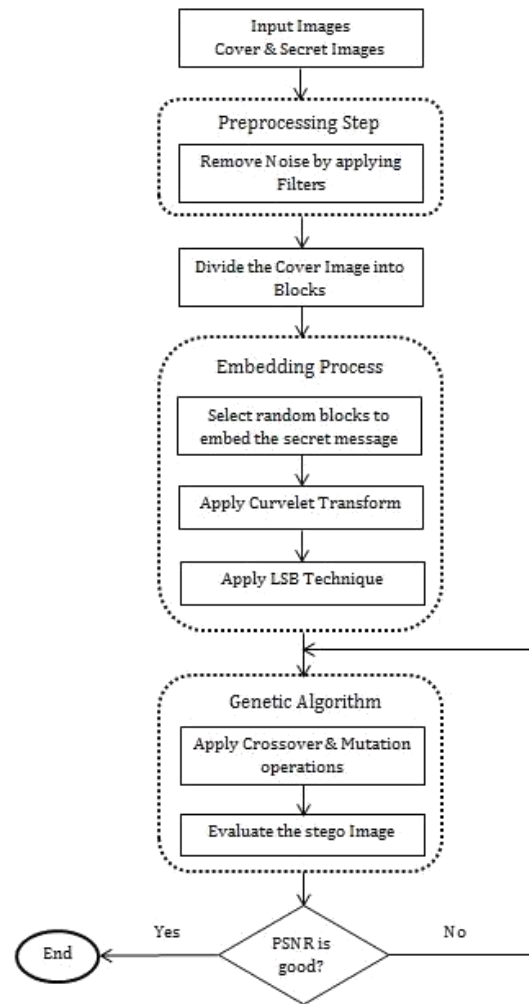 Input Images
Cover & Secret Images
Preprocessing Step
Remove Noise by applying
Filters
Divide the Cover Image into
Blocks
Embedding Process
Select random blocks to
embed the secret message
Apply Curvelet Transform
Apply LSB Technique
Genetic Algorithm
Apply Crossover & Mutation
operations
Evaluate the stego Image
PSNR is
good?
Yes
No
End